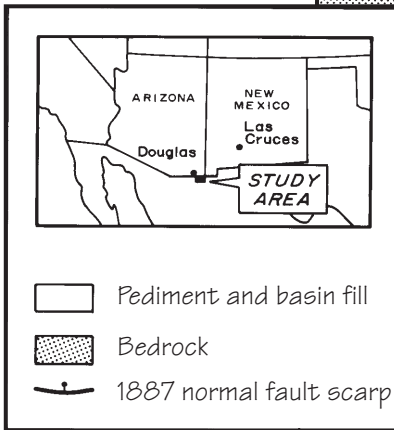 ARIZONA
NEW
MEXICO
Las
Cruces
Douglas
STUDY
AREA
Pediment and basin fill
Bedrock
1887 normal fault scarp